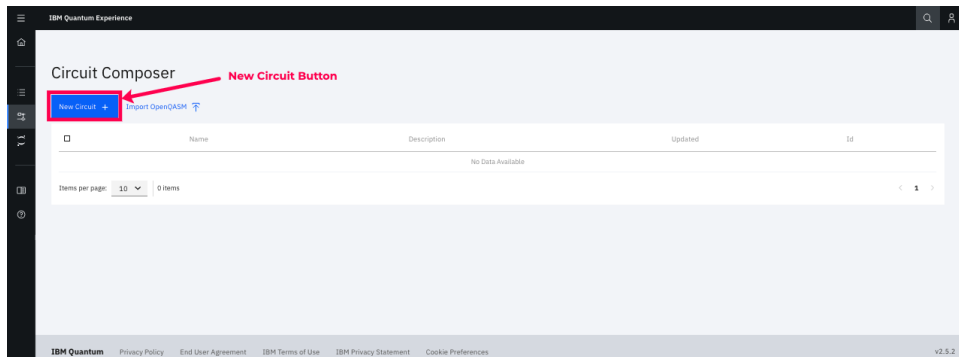 IBM Quantum Experience
Circuit Composer
New Circuit Button
New Circuit +
Import OpenQASM
Name Description Updated Id
No Data Available
Items per page: 10 0 items
< 1 >
IBM Quantum Privacy Policy End User Agreement IBM Terms of Use IBM Privacy Statement Cookie Preferences v2.5.2